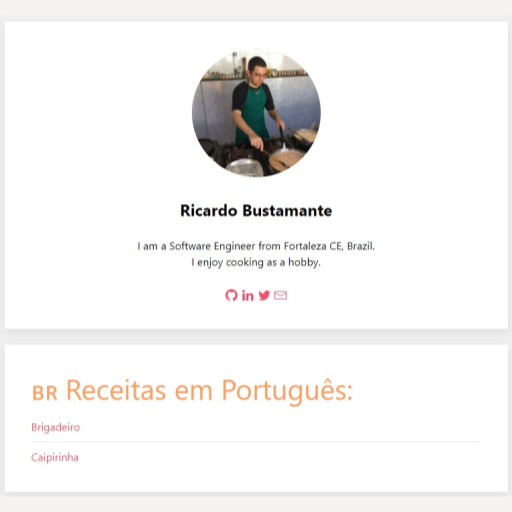 Ricardo Bustamante
I am a Software Engineer from Fortaleza CE, Brazil.
I enjoy cooking as a hobby.
BR Receitas em Português:
Brigadeiro
Caipirinha